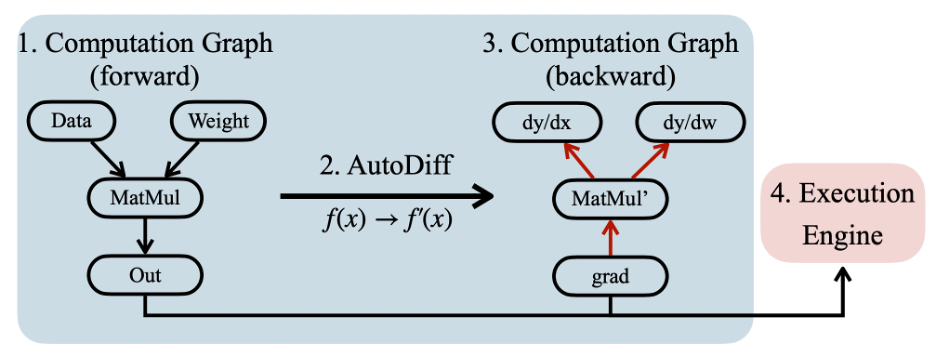 1. Computation Graph
(forward)
Data
Weight
MatMul
Out
2. AutoDiff
f(x) → f′(x)
3. Computation Graph
(backward)
dy/dx
dy/dw
MatMul’
grad
4. Execution
Engine